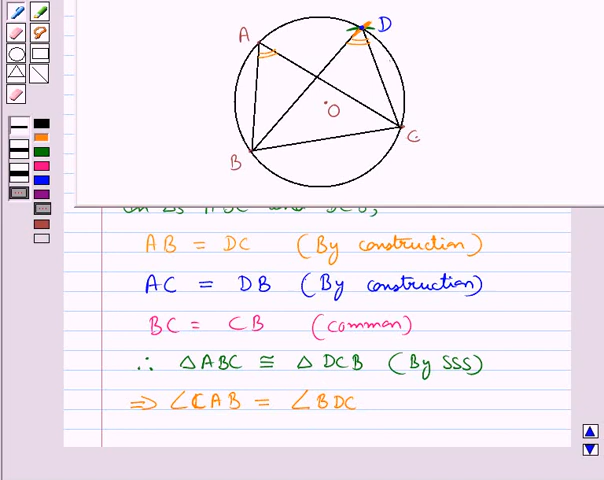 A
D
O
B
C
AB = DC (By construction)
AC = DB (By construction)
BC = CB (common)
∴ △ABC ≅ △DCB (By SSS)
⇒ ∠CAB = ∠BDC